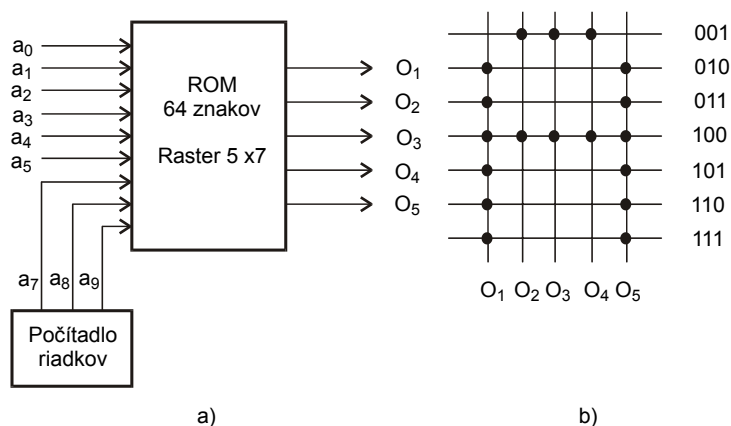 a0
a1
a2
a3
a4
a5
a7 a8 a9
Počítadlo
riadkov
ROM
64 znakov
Raster 5 x7
O1
O2
O3
O4
O5
a)
001
010
011
100
101
110
111
O1 O2 O3 O4 O5
b)